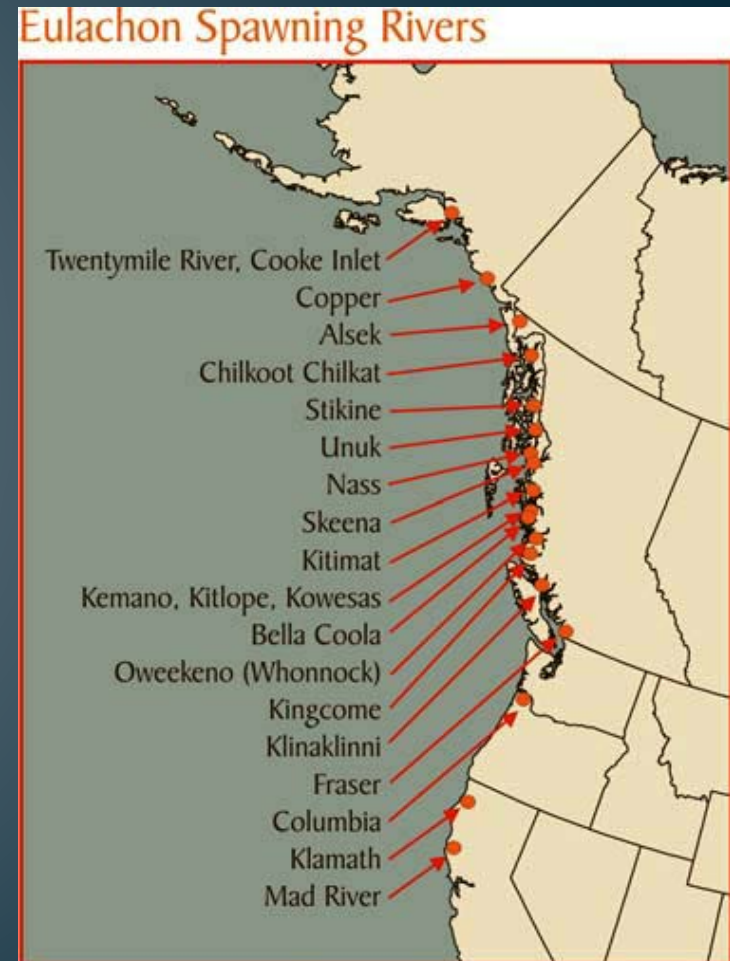 Eulachon Spawning Rivers
Twentymile River, Cooke Inlet
Copper
Alsek
Chilkoot Chilkat
Stikine
Unuk
Nass
Skeena
Kitimat
Kemano, Kitlope, Kowesas
Bella Coola
Oweekeno (Whonnock)
Kingcome
Klinaklinni
Fraser
Columbia
Klamath
Mad River